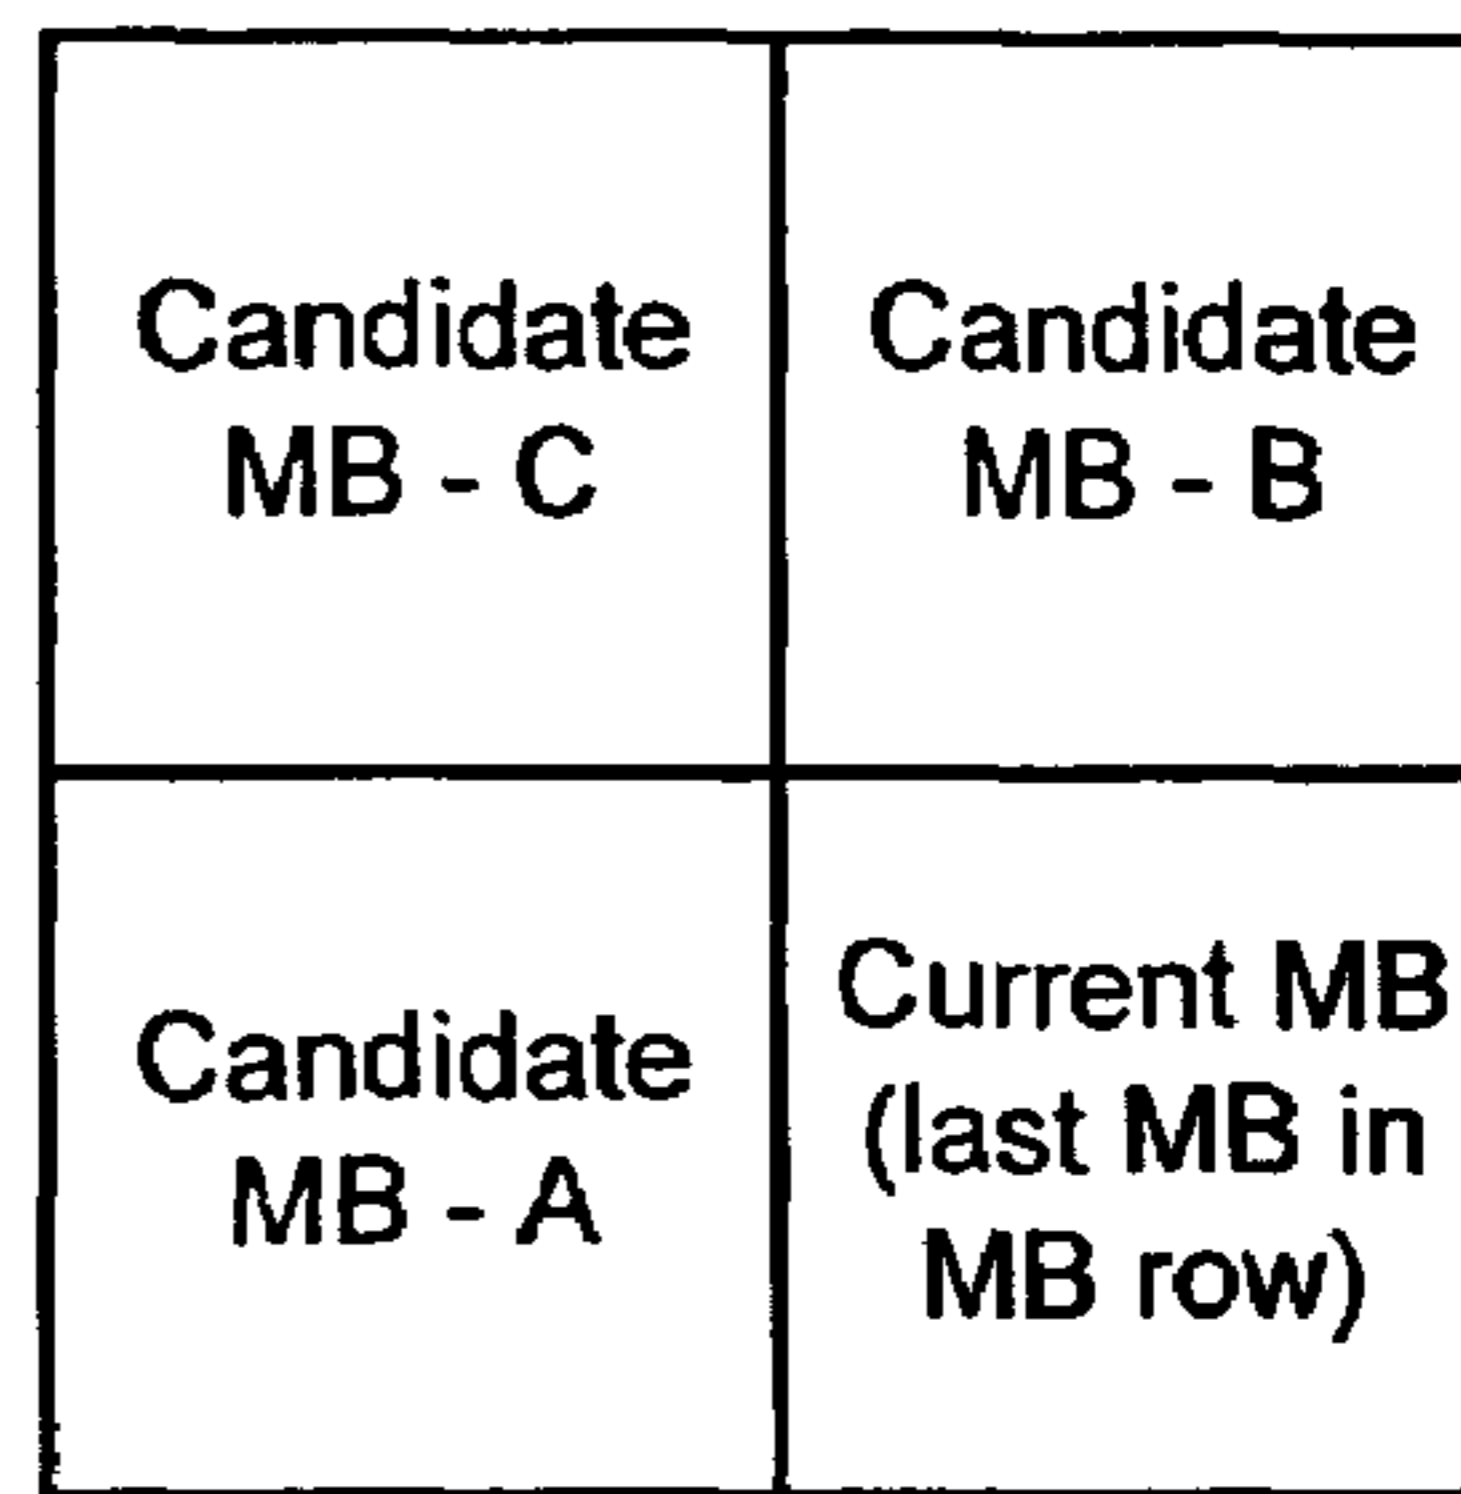 Candidate
MB - C
Candidate
MB - B
Candidate
MB - A
Current MB
(last MB in
MB row)